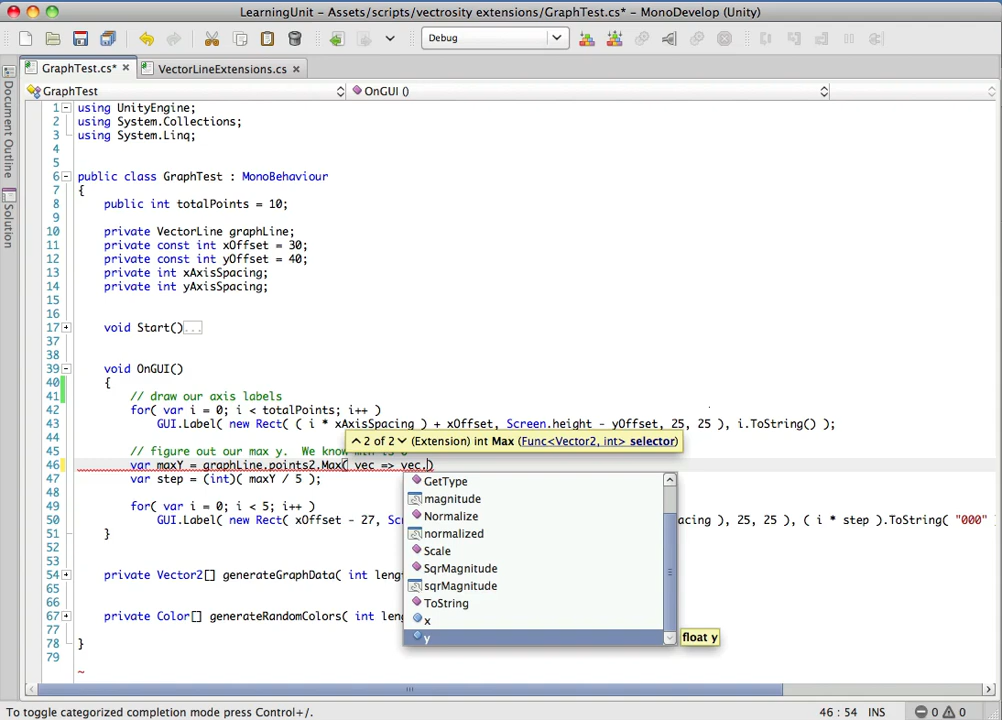 LearningUnit – Assets/scripts/vectrosity extensions/GraphTest.cs* – MonoDevelop (Unity)
Debug
GraphTest.cs* × VectorLineExtensions.cs ×
GraphTest OnGUI ()
Document Outline
Solution
1 using UnityEngine;
2 using System.Collections;
3 using System.Linq;
4
5
6 public class GraphTest : MonoBehaviour
7 {
8 public int totalPoints = 10;
9
10 private VectorLine graphLine;
11 private const int xOffset = 30;
12 private const int yOffset = 40;
13 private int xAxisSpacing;
14 private int yAxisSpacing;
15
16
17 void Start()...
37
38
39 void OnGUI()
40 {
41 // draw our axis labels
42 for( var i = 0; i < totalPoints; i++ )
43 GUI.Label( new Rect( ( i * xAxisSpacing ) + xOffset, Screen.height - yOffset, 25, 25 ), i.ToString() );
44
2 of 2 (Extension) int Max (Func<Vector2, int> selector)
45 // figure out our max y. We know min is 0
46 var maxY = graphLine.points2.Max( vec => vec.)
47 var step = (int)( maxY / 5 );
48
49 for( var i = 0; i < 5; i++ )
50 GUI.Label( new Rect( xOffset - 27, Scr acing ), 25, 25 ), ( i * step ).ToString( "000" )
51 }
52
53
54 private Vector2[] generateGraphData( int leng
65
66
67 private Color[] generateRandomColors( int leng
77
78 }
79
~
GetType
magnitude
Normalize
normalized
Scale
SqrMagnitude
sqrMagnitude
ToString
x
y
float y
To toggle categorized completion mode press Control+/. 46 : 54 INS 0 0